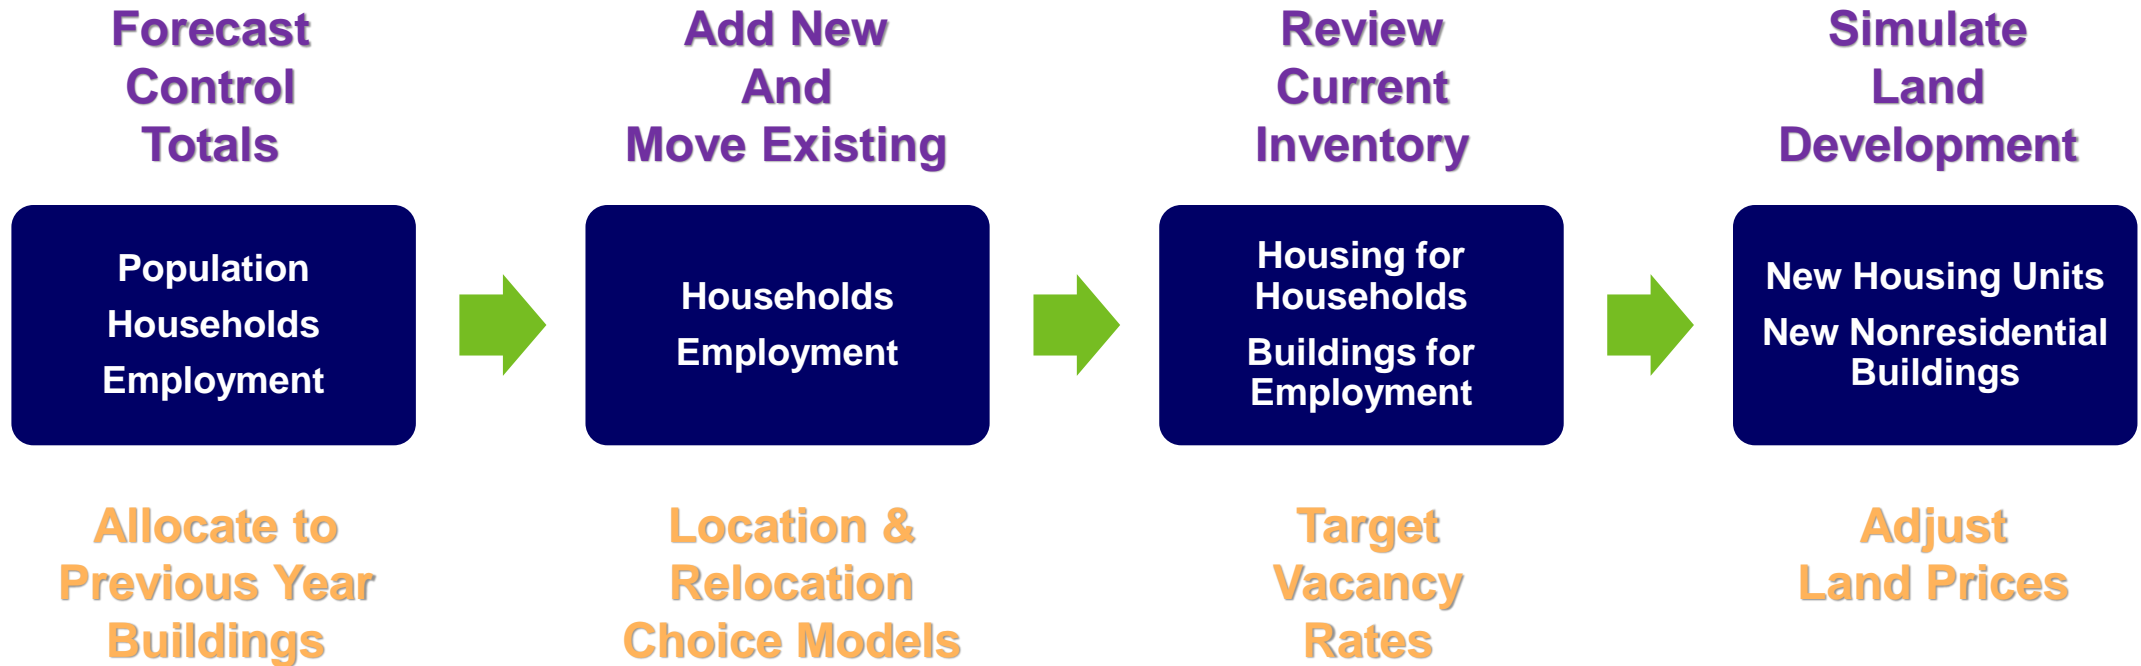 Forecast
Control
Totals
Population
Households
Employment
Allocate to
Previous Year
Buildings
Add New
And
Move Existing
Households
Employment
Location &
Relocation
Choice Models
Review
Current
Inventory
Housing for
Households
Buildings for
Employment
Target
Vacancy
Rates
Simulate
Land
Development
New Housing Units
New Nonresidential
Buildings
Adjust
Land Prices